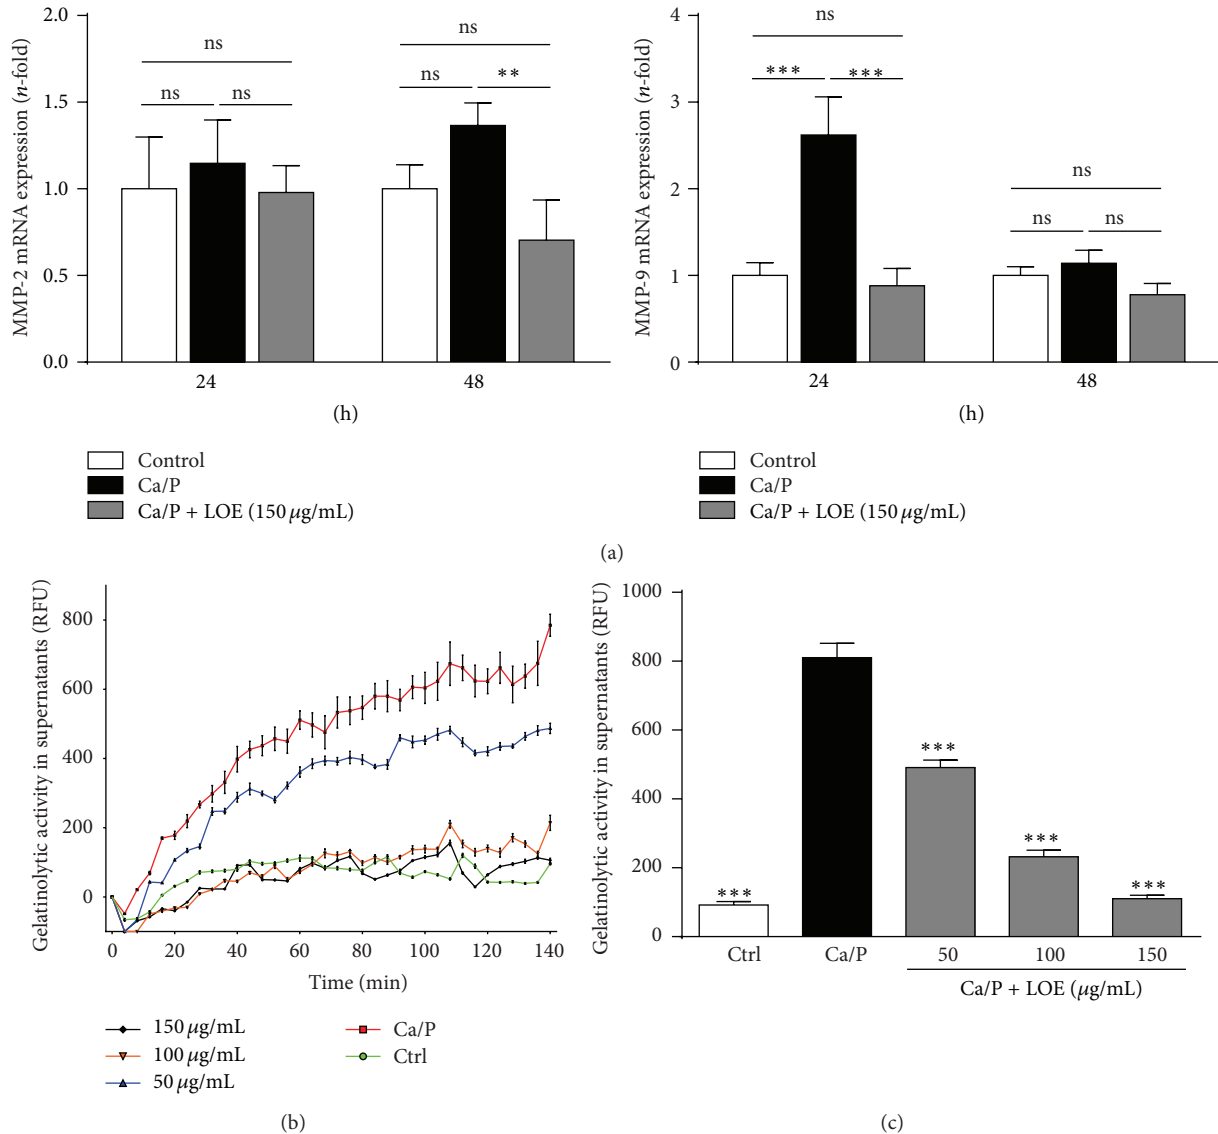 MMP-2 mRNA expression (n-fold)
2.0
1.5
1.0
0.5
0.0
ns
ns
ns
ns
ns
**
24
48
(h)
Control
Ca/P
Ca/P + LOE (150 μg/mL)
MMP-9 mRNA expression (n-fold)
4
3
2
1
0
ns
***
***
ns
ns
ns
24
48
(h)
Control
Ca/P
Ca/P + LOE (150 μg/mL)
(a)
Gelatinolytic activity in supernatants (RFU)
800
600
400
200
0
0 20 40 60 80 100 120 140
Time (min)
150 μg/mL
100 μg/mL
50 μg/mL
Ca/P
Ctrl
(b)
Gelatinolytic activity in supernatants (RFU)
1000
800
600
400
200
0
***
***
***
***
Ctrl Ca/P 50 100 150
Ca/P + LOE (μg/mL)
(c)